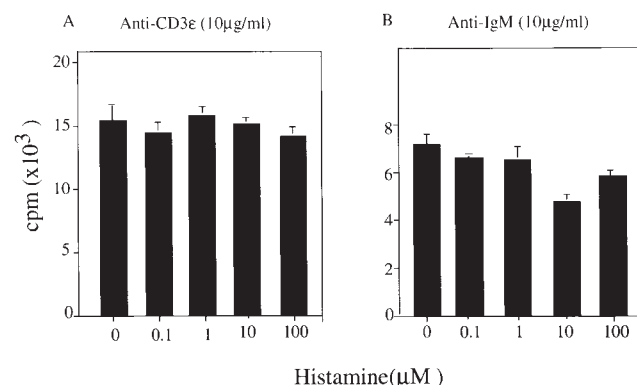 A Anti-CD3ε (10µg/ml)
B Anti-IgM (10µg/ml)
cpm (x10³)
20
15
10
5
0
0 0.1 1 10 100
8
6
4
2
0
0 0.1 1 10 100
Histamine(µM)